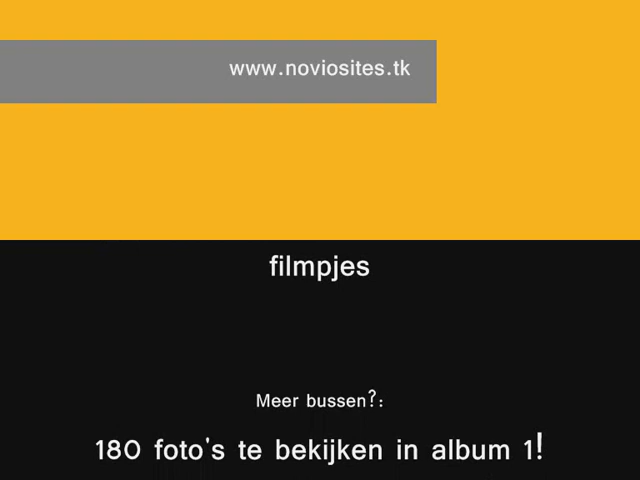 www.noviosites.tk
filmpjes
Meer bussen?:
180 foto's te bekijken in album 1!